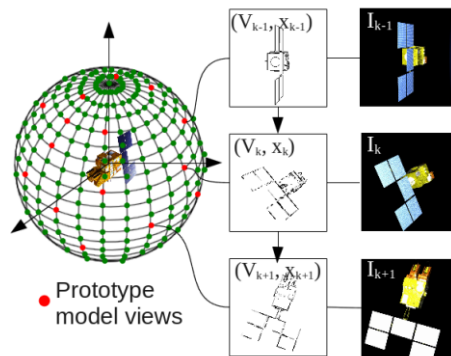 (V_{k-1}, x_{k-1})
I_{k-1}
(V_k, x_k)
I_k
(V_{k+1}, x_{k+1})
I_{k+1}
Prototype
model views